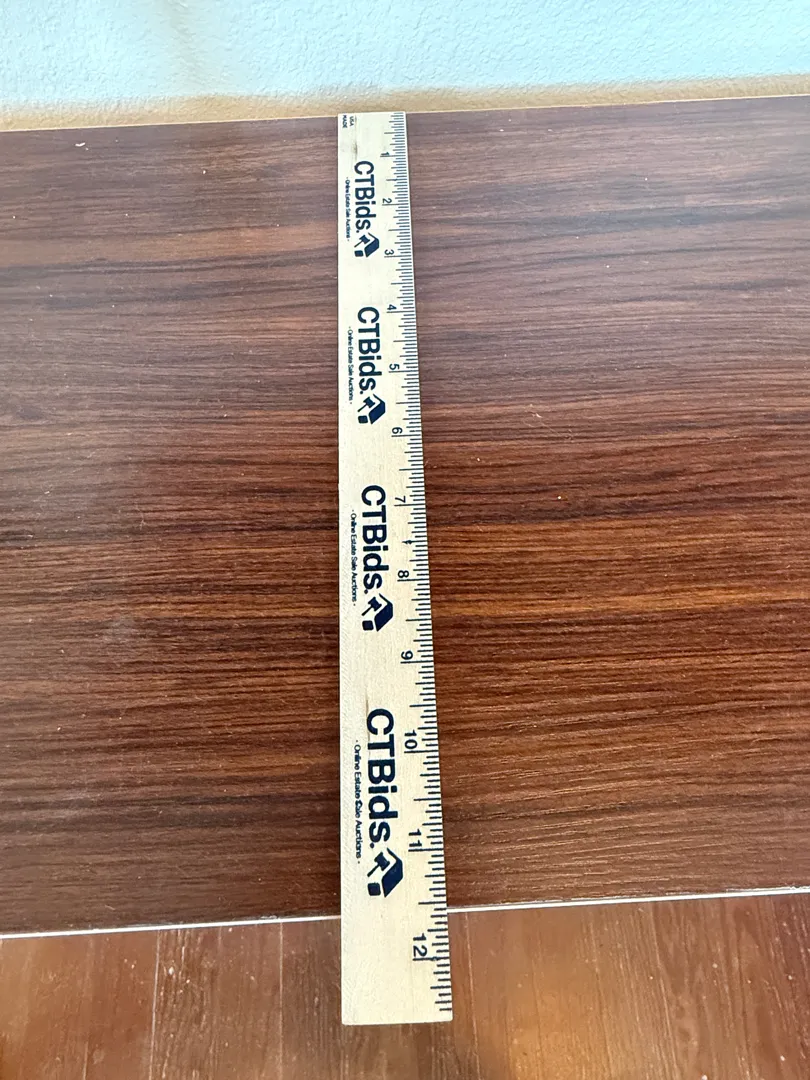 MADE
USA
1
2
3
4
5
6
7
8
9
10
11
12
CTBids.
- Online Estate Sale Auctions -
CTBids.
- Online Estate Sale Auctions -
CTBids.
- Online Estate Sale Auctions -
CTBids.
- Online Estate Sale Auctions -